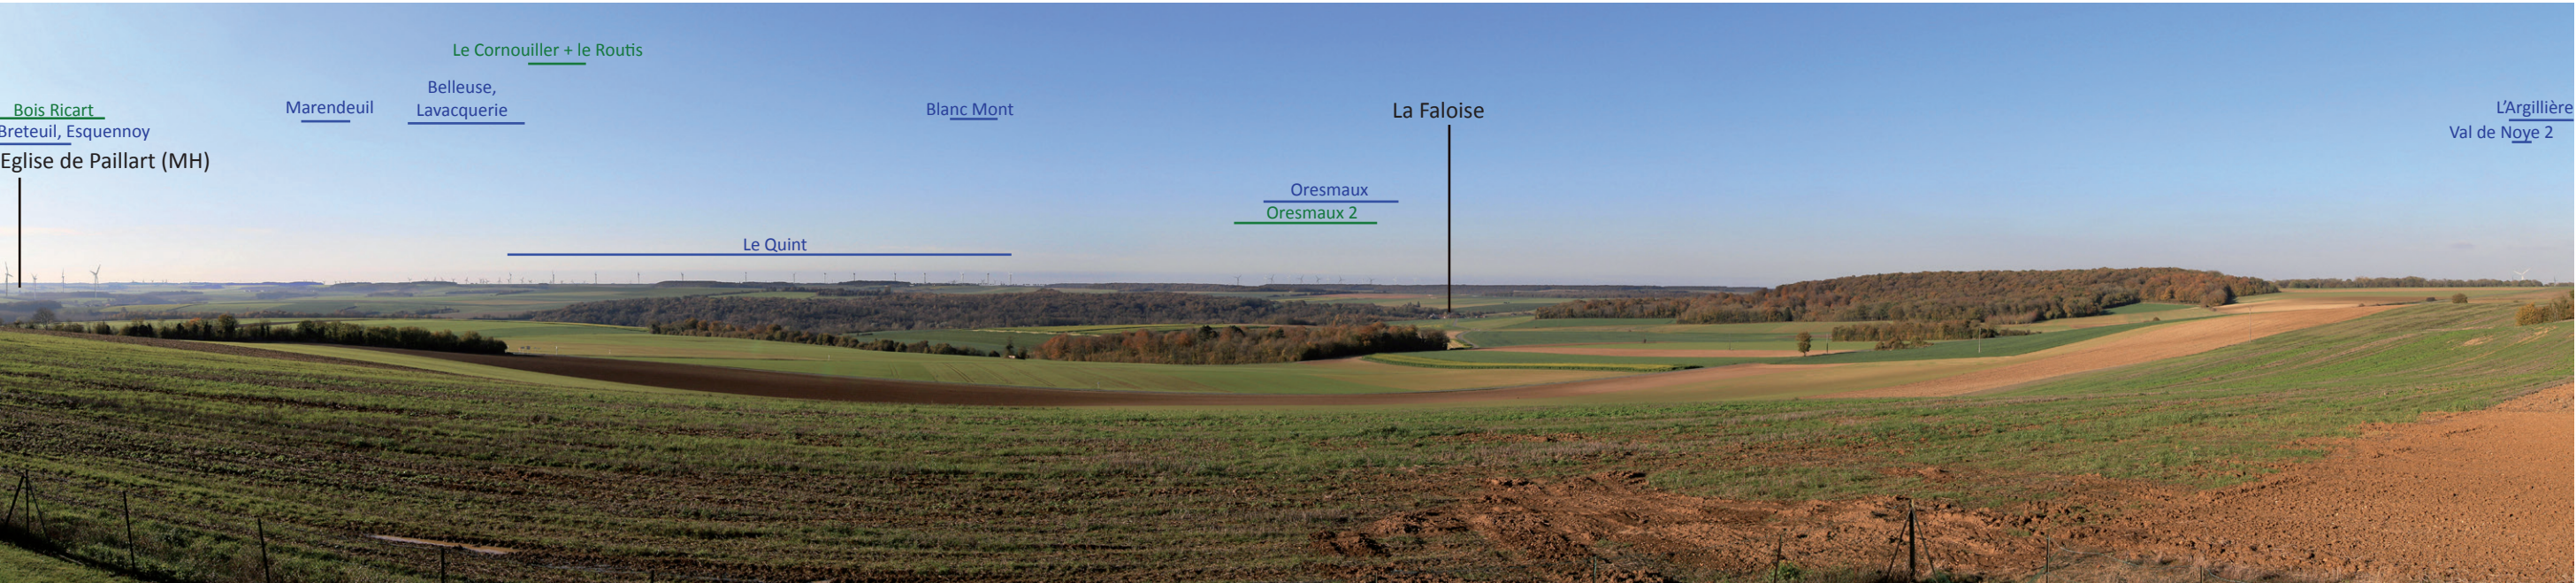 Le Cornouiller + le Routis
Belleuse,
Lavacquerie
Bois Ricart
Breteuil, Esquennoy
Eglise de Paillart (MH)
Marendeuil
Blanc Mont
La Faloise
L'Argillière
Val de Noye 2
Oresmaux
Oresmaux 2
Le Quint